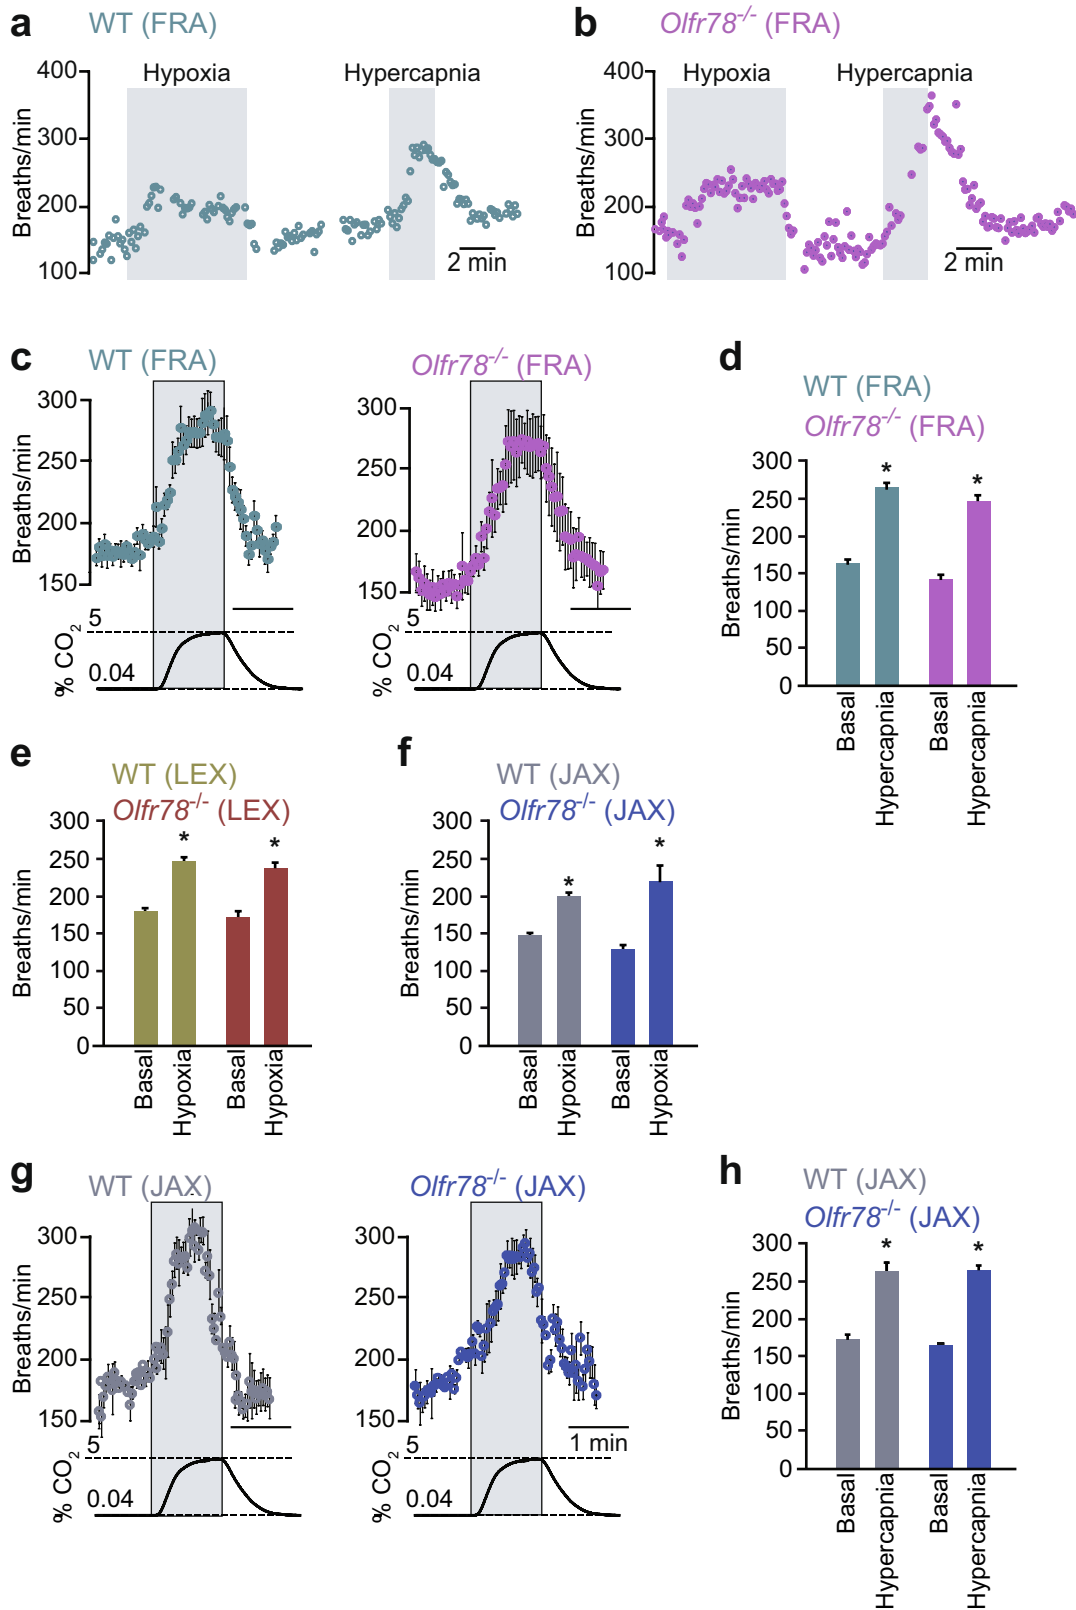 a WT (FRA)
Hypoxia Hypercapnia
Breaths/min
400
300
200
100
2 min
b Olfr78-/- (FRA)
Hypoxia Hypercapnia
Breaths/min
400
300
200
100
2 min
c WT (FRA)
Breaths/min
300
250
200
150
% CO2
5
0.04
Olfr78-/- (FRA)
Breaths/min
300
250
200
150
% CO2
5
0.04
d WT (FRA)
Olfr78-/- (FRA)
Breaths/min
300
250
200
150
100
50
0
* *
Basal
Hypercapnia
Basal
Hypercapnia
e WT (LEX)
Olfr78-/- (LEX)
Breaths/min
300
250
200
150
100
50
0
* *
Basal
Hypoxia
Basal
Hypoxia
f WT (JAX)
Olfr78-/- (JAX)
Breaths/min
300
250
200
150
100
50
0
* *
Basal
Hypoxia
Basal
Hypoxia
g WT (JAX)
Breaths/min
300
250
200
150
% CO2
5
0.04
Olfr78-/- (JAX)
Breaths/min
300
250
200
150
1 min
% CO2
5
0.04
h WT (JAX)
Olfr78-/- (JAX)
Breaths/min
300
250
200
150
100
50
0
* *
Basal
Hypercapnia
Basal
Hypercapnia